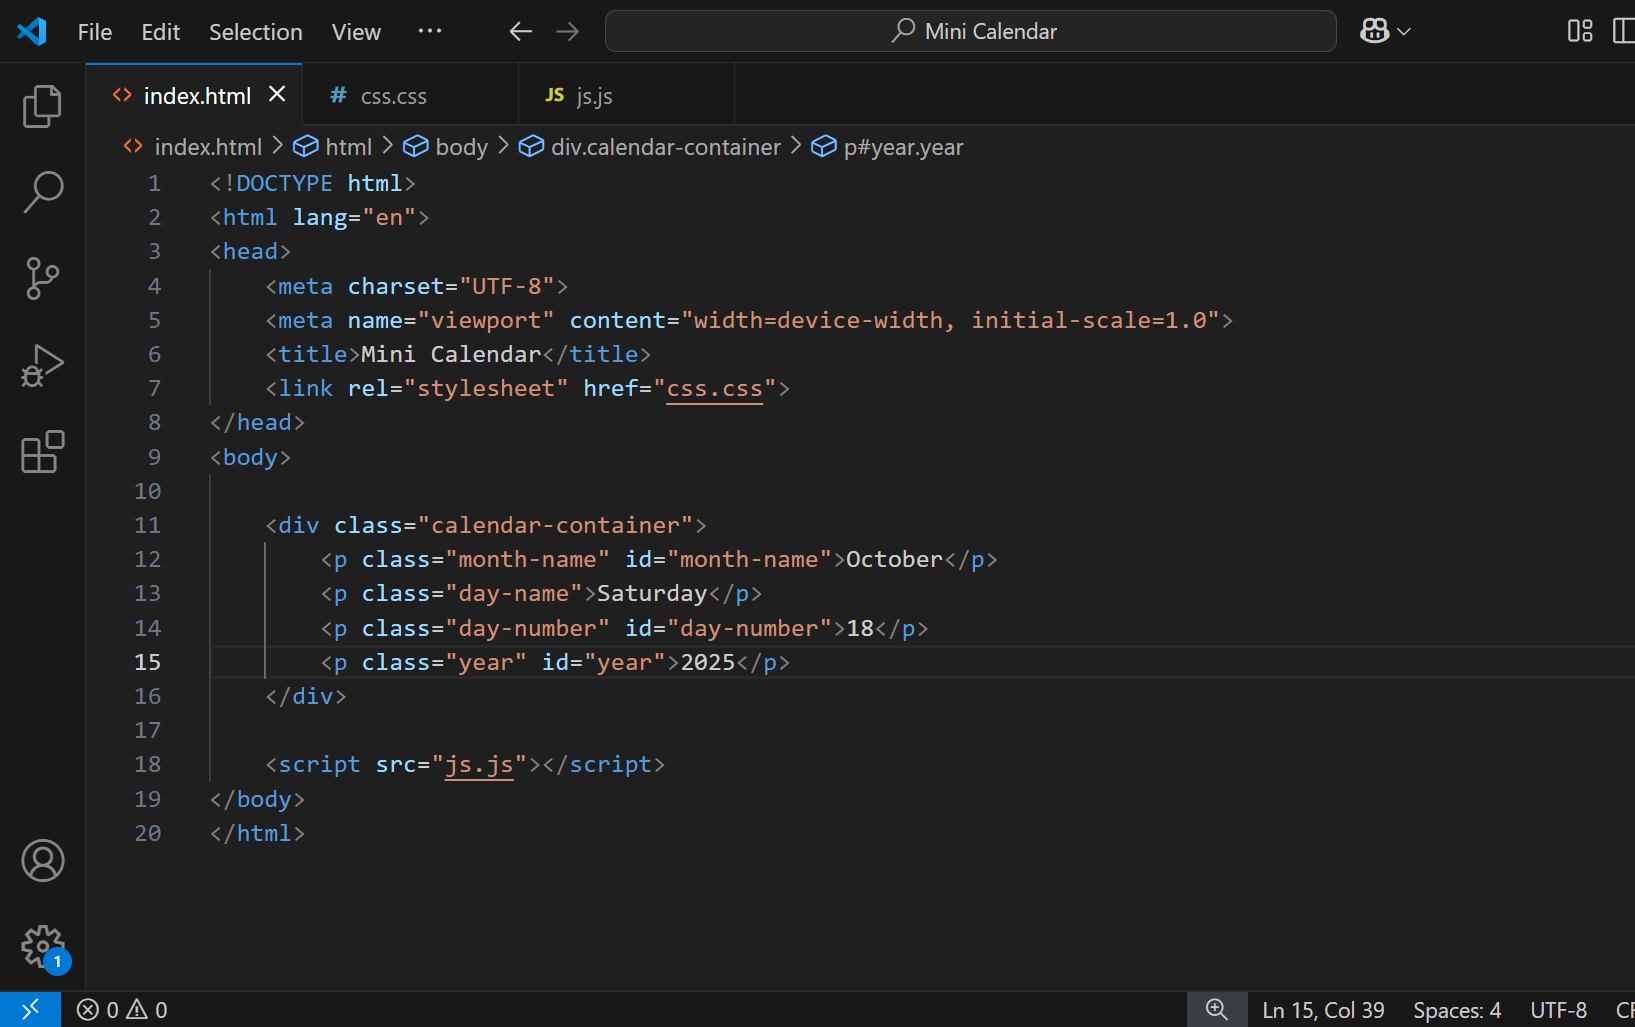 File Edit Selection View ··· Mini Calendar
index.html css.css JS js.js
index.html > html > body > div.calendar-container > p#year.year
1 <!DOCTYPE html>
2 <html lang="en">
3 <head>
4 <meta charset="UTF-8">
5 <meta name="viewport" content="width=device-width, initial-scale=1.0">
6 <title>Mini Calendar</title>
7 <link rel="stylesheet" href="css.css">
8 </head>
9 <body>
10
11 <div class="calendar-container">
12 <p class="month-name" id="month-name">October</p>
13 <p class="day-name">Saturday</p>
14 <p class="day-number" id="day-number">18</p>
15 <p class="year" id="year">2025</p>
16 </div>
17
18 <script src="js.js"></script>
19 </body>
20 </html>
1
0 0 Ln 15, Col 39 Spaces: 4 UTF-8